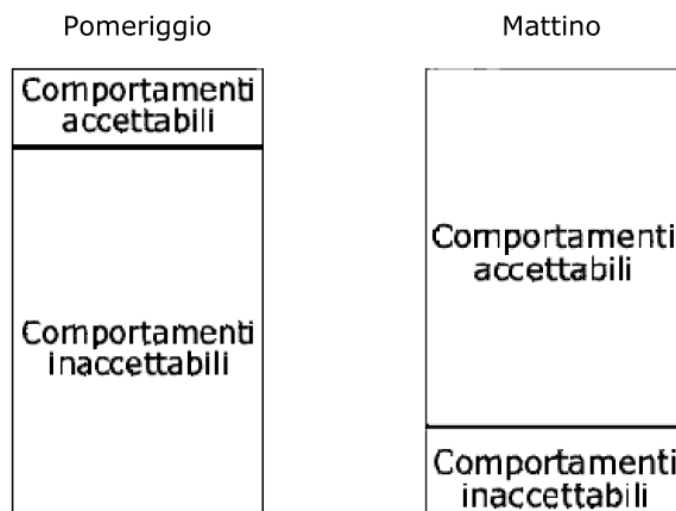 Pomeriggio
Comportamenti
accettabili
Comportamenti
inaccettabili
Mattino
Comportamenti
accettabili
Comportamenti
inaccettabili